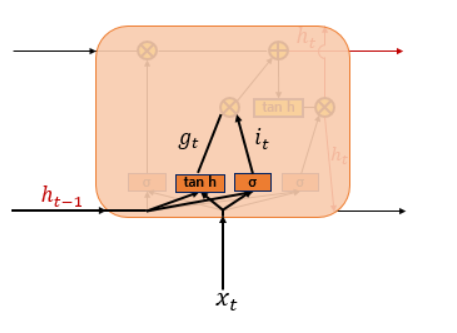 h_t
tan h
g_t i_t
h_t
σ tan h σ σ
h_{t-1}
x_t